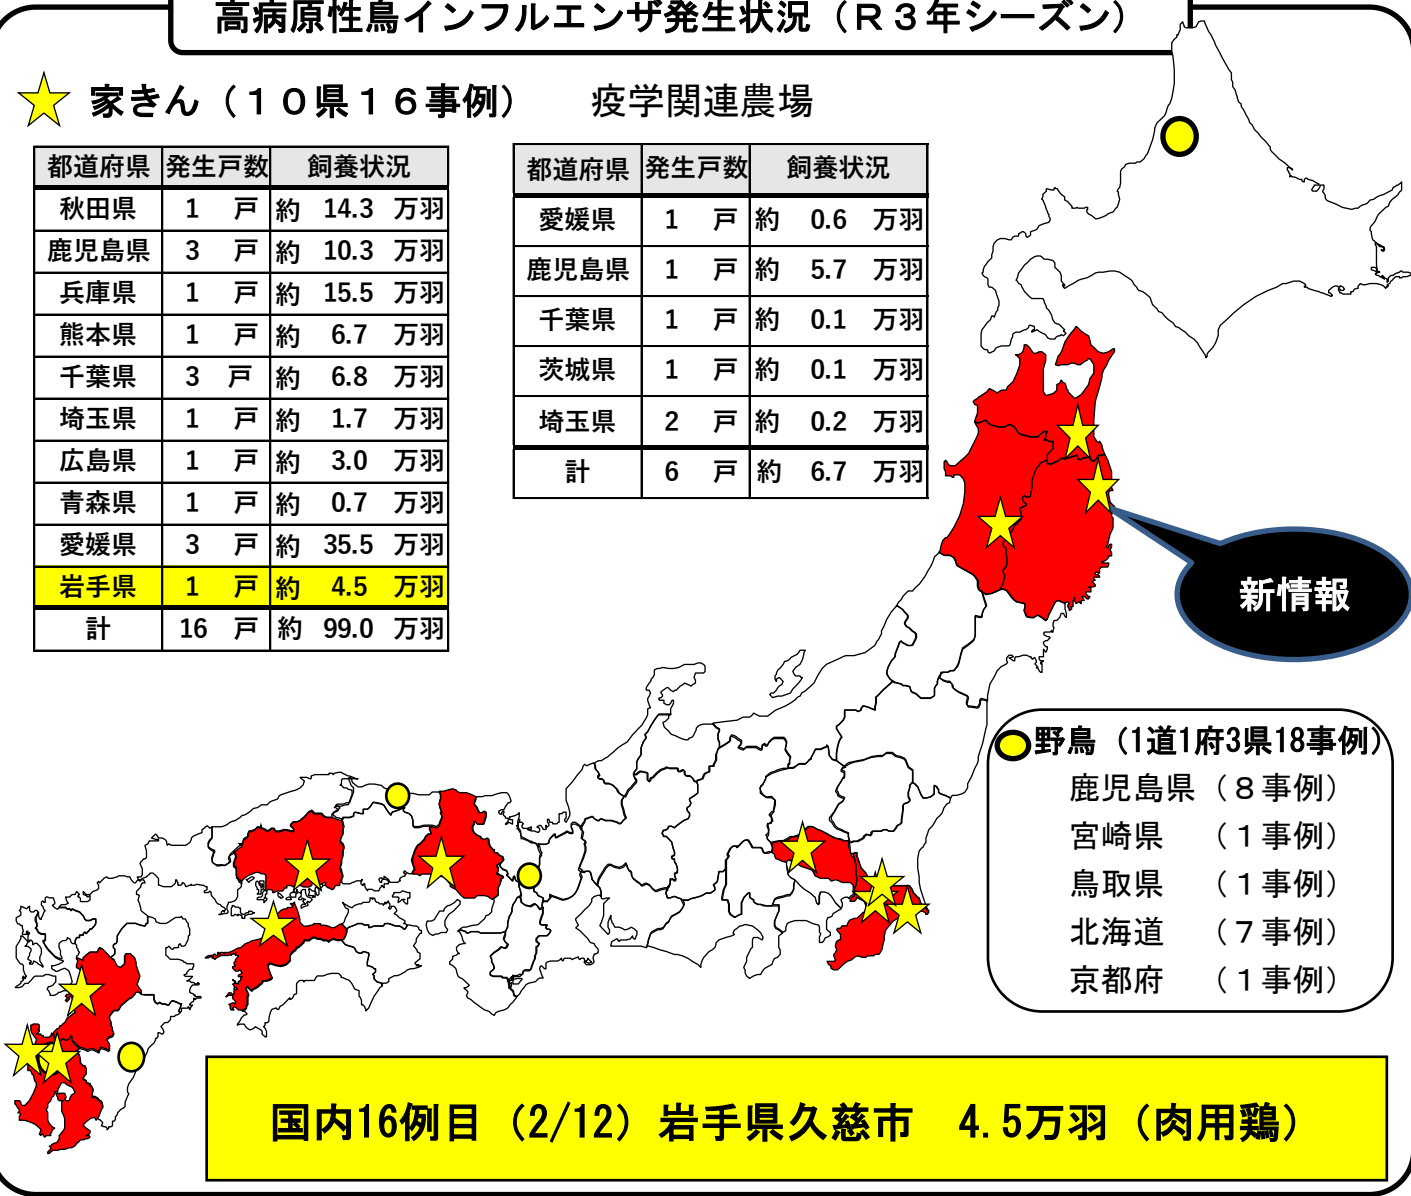 高病原性鳥インフルエンザ発生状況（Ｒ３年シーズン）
家きん（１０県１６事例）　疫学関連農場
都道府県 発生戸数 飼養状況
秋田県 1 戸 約 14.3 万羽
鹿児島県 3 戸 約 10.3 万羽
兵庫県 1 戸 約 15.5 万羽
熊本県 1 戸 約 6.7 万羽
千葉県 3 戸 約 6.8 万羽
埼玉県 1 戸 約 1.7 万羽
広島県 1 戸 約 3.0 万羽
青森県 1 戸 約 0.7 万羽
愛媛県 3 戸 約 35.5 万羽
岩手県 1 戸 約 4.5 万羽
計 16 戸 約 99.0 万羽
都道府県 発生戸数 飼養状況
愛媛県 1 戸 約 0.6 万羽
鹿児島県 1 戸 約 5.7 万羽
千葉県 1 戸 約 0.1 万羽
茨城県 1 戸 約 0.1 万羽
埼玉県 2 戸 約 0.2 万羽
計 6 戸 約 6.7 万羽
新情報
野鳥（1道1府3県18事例）
鹿児島県（８事例）
宮崎県　（１事例）
鳥取県　（１事例）
北海道　（７事例）
京都府　（１事例）
国内16例目（2/12）岩手県久慈市　4.5万羽（肉用鶏）